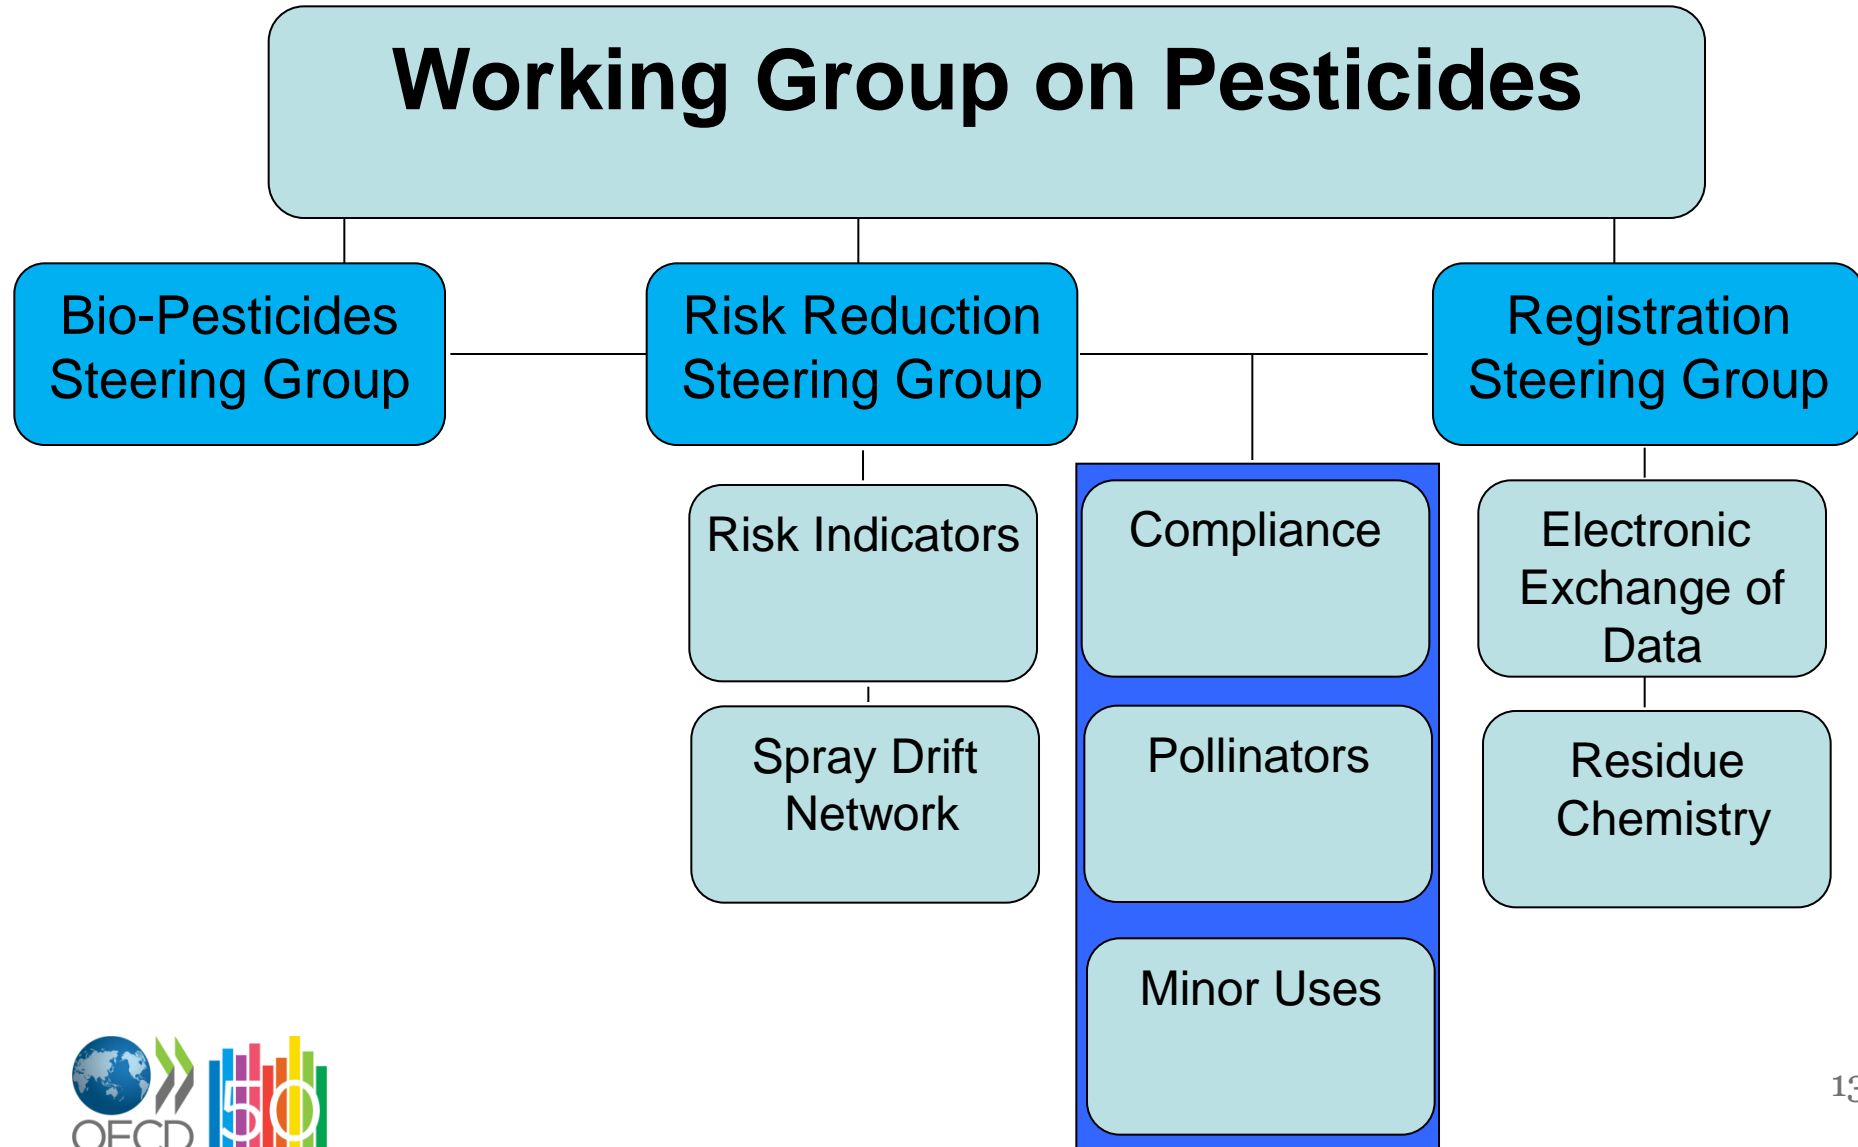 Working Group on Pesticides
Bio-Pesticides
Steering Group
Risk Reduction
Steering Group
Registration
Steering Group
Risk Indicators
Compliance
Electronic
Exchange of
Data
Spray Drift
Network
Pollinators
Residue
Chemistry
Minor Uses
OECD
50
13